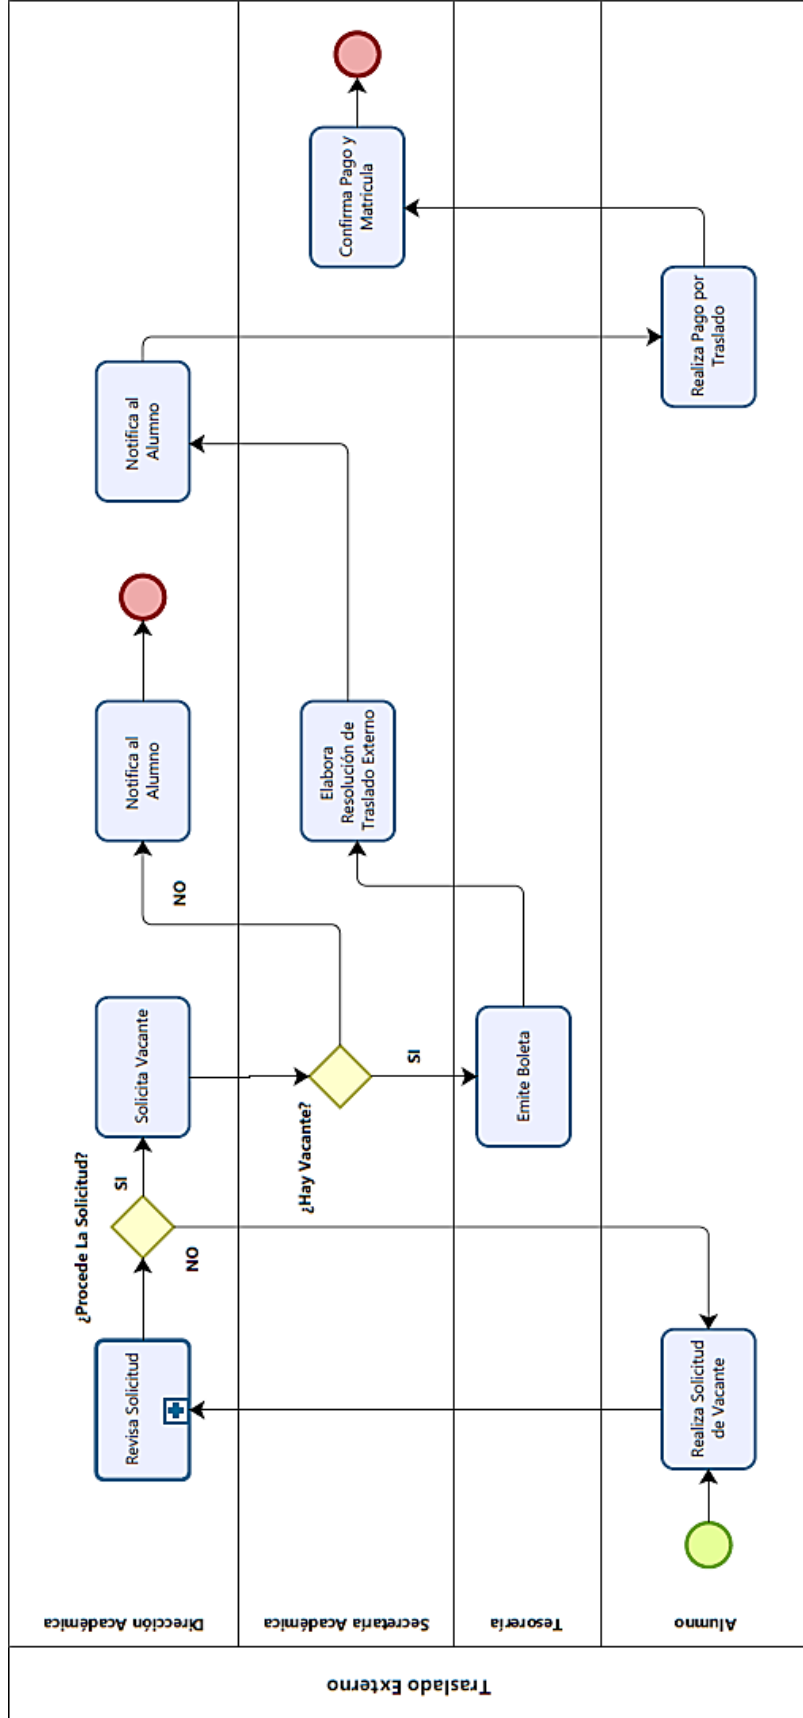 Traslado Externo
Dirección Académica
Secretaría Académica
Tesorería
Alumno
Revisa Solicitud
¿Procede La Solicitud?
SI
NO
Solicita Vacante
¿Hay Vacante?
NO
SI
Notifica al
Alumno
Notifica al
Alumno
Elabora
Resolución de
Traslado Externo
Confirma Pago y
Matricula
Emite Boleta
Realiza Solicitud
de Vacante
Realiza Pago por
Traslado